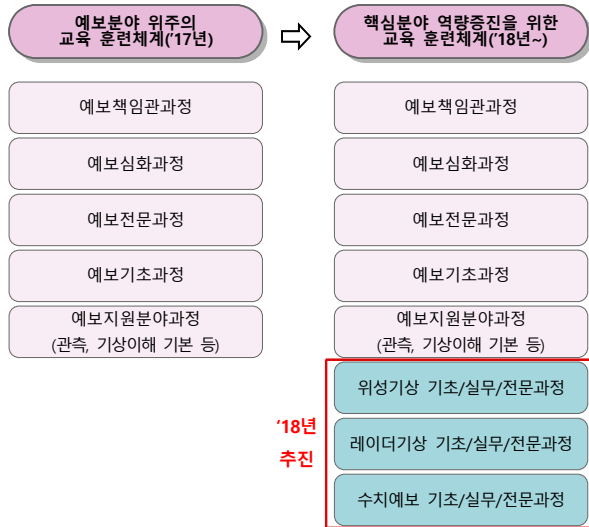 예보분야 위주의
교육 훈련체계('17년)
핵심분야 역량증진을 위한
교육 훈련체계('18년~)
예보책임관과정
예보심화과정
예보전문과정
예보기초과정
예보지원분야과정
(관측, 기상이해 기본 등)
예보책임관과정
예보심화과정
예보전문과정
예보기초과정
예보지원분야과정
(관측, 기상이해 기본 등)
'18년
추진
위성기상 기초/실무/전문과정
레이더기상 기초/실무/전문과정
수치예보 기초/실무/전문과정